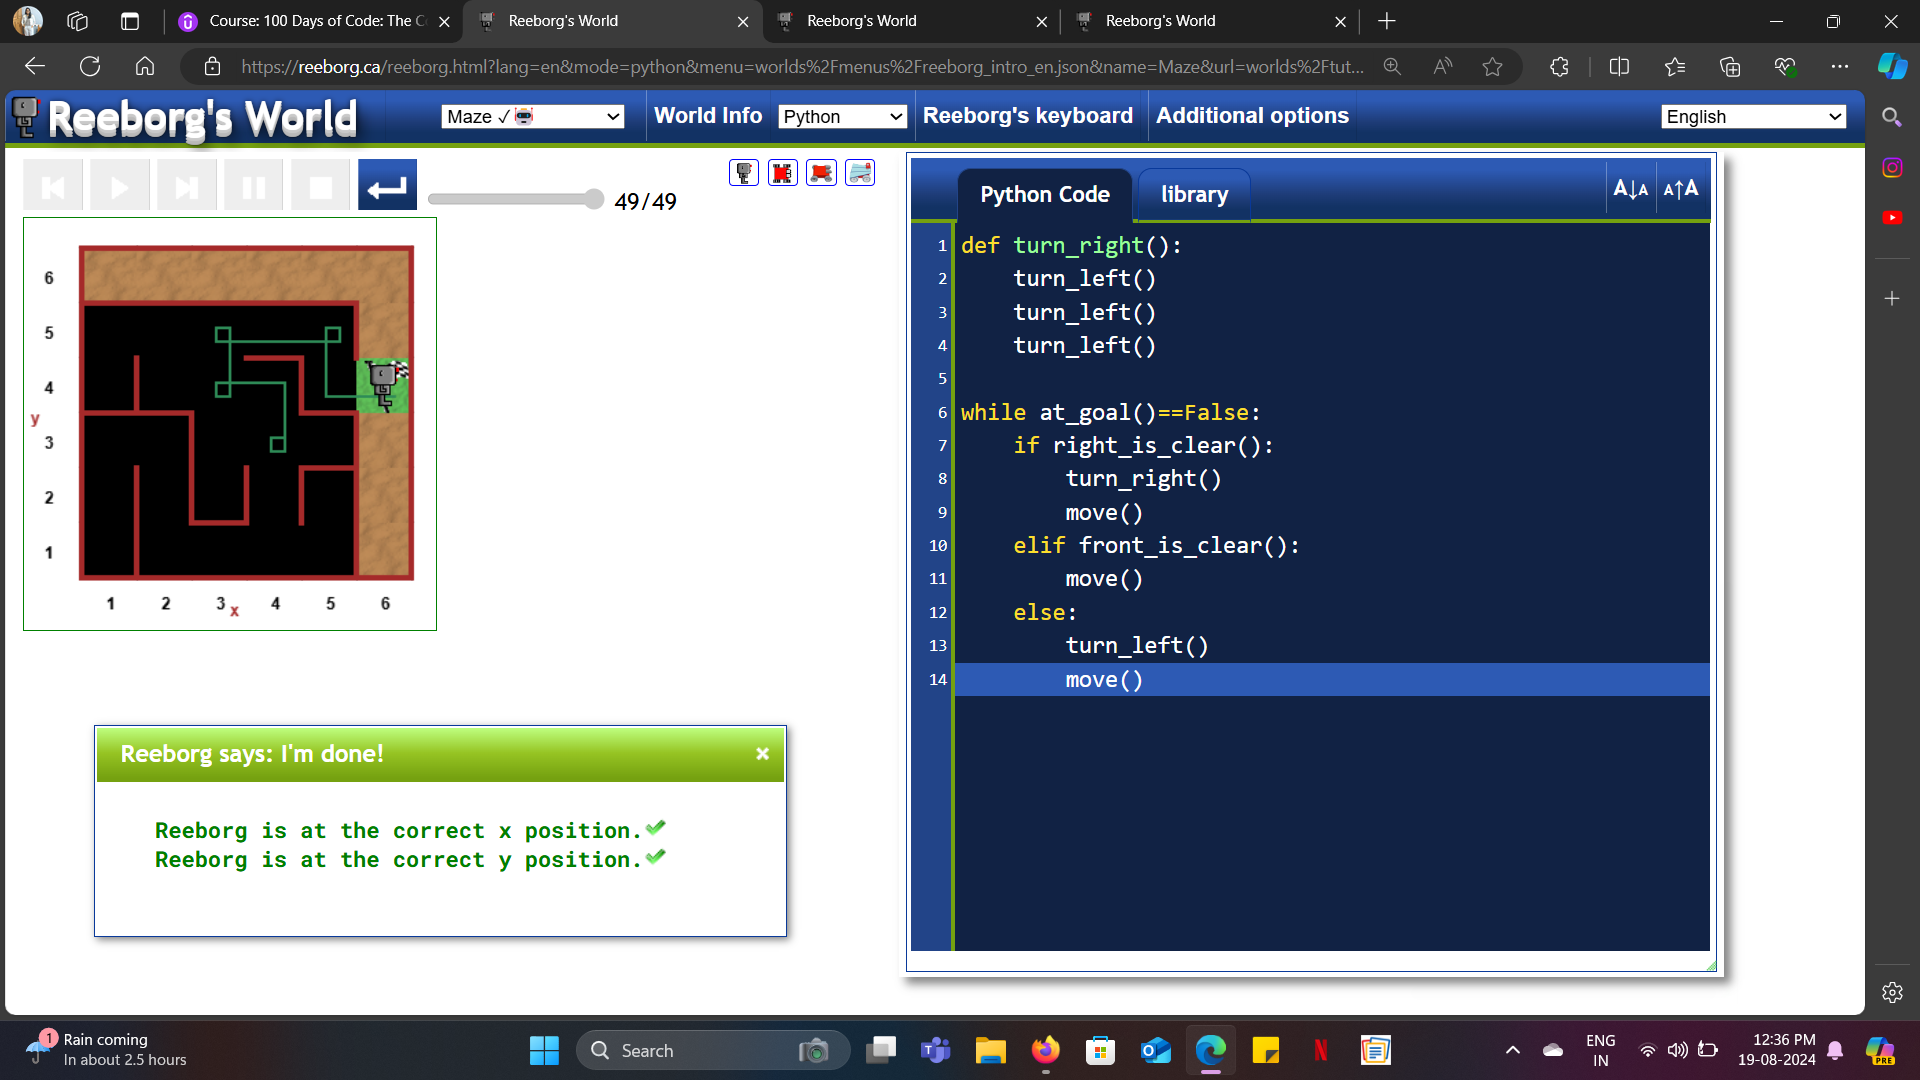 Course: 100 Days of Code: The C
Reeborg's World
Reeborg's World
Reeborg's World
https://reeborg.ca/reeborg.html?lang=en&mode=python&menu=worlds%2Fmenus%2Freeborg_intro_en.json&name=Maze&url=worlds%2Ftut...
Reeborg's World
Maze ✓
World Info
Python
Reeborg's keyboard
Additional options
English
49/49
Python Code
library
A↓A
A↑A
6
5
4
y
3
2
1
1 2 3 x 4 5 6
1 def turn_right():
2 turn_left()
3 turn_left()
4 turn_left()
5
6 while at_goal()==False:
7 if right_is_clear():
8 turn_right()
9 move()
10 elif front_is_clear():
11 move()
12 else:
13 turn_left()
14 move()
Reeborg says: I'm done!
×
Reeborg is at the correct x position.
Reeborg is at the correct y position.
1
Rain coming
In about 2.5 hours
Search
ENG
IN
12:36 PM
19-08-2024
PRE